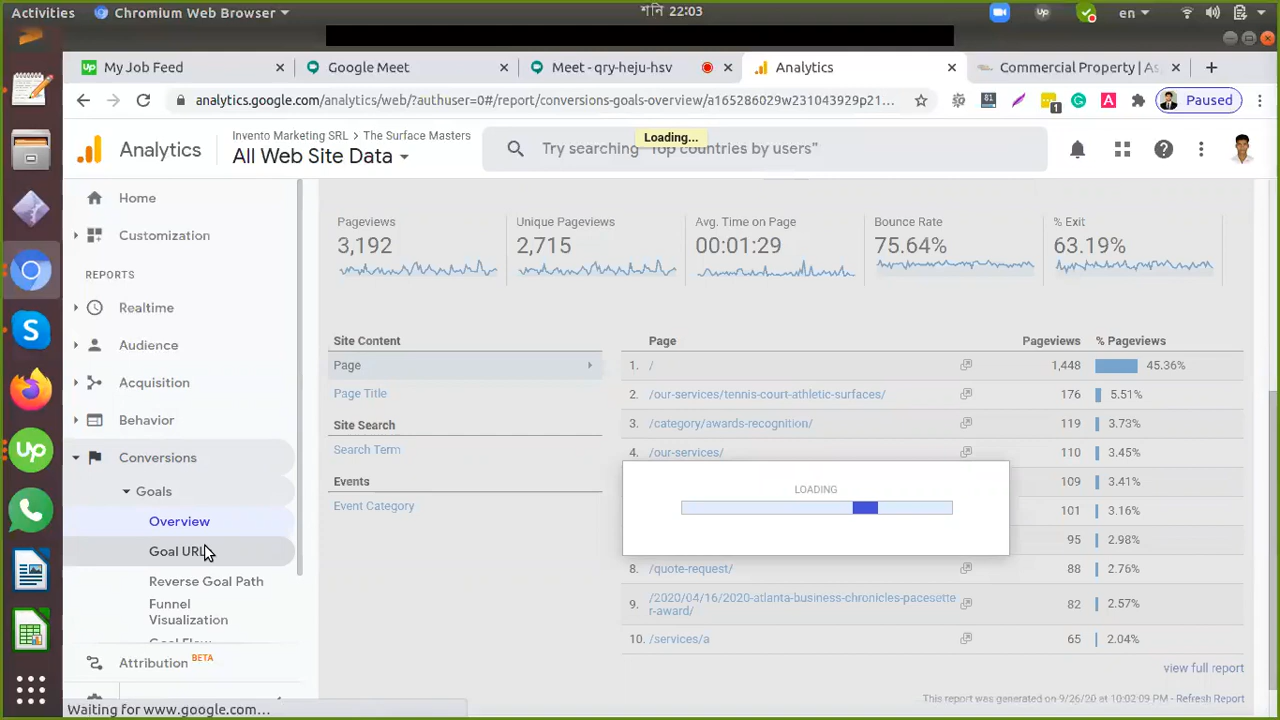 Activities
Chromium Web Browser
শনি 22:03
en
My Job Feed
Google Meet
Meet - qry-heju-hsv
Analytics
Commercial Property | As
analytics.google.com/analytics/web/?authuser=0#/report/conversions-goals-overview/a165286029w231043929p21...
81
1
A
Paused
Analytics
Invento Marketing SRL > The Surface Masters
All Web Site Data
Loading...
Try searching "Top countries by users"
Home
Customization
REPORTS
Realtime
Audience
Acquisition
Behavior
Conversions
Goals
Overview
Goal URL
Reverse Goal Path
Funnel
Visualization
Goal Flow
Attribution BETA
Pageviews
3,192
Unique Pageviews
2,715
Avg. Time on Page
00:01:29
Bounce Rate
75.64%
% Exit
63.19%
Site Content
Page
Page Title
Site Search
Search Term
Events
Event Category
Page Pageviews % Pageviews
1. / 1,448 45.36%
2. /our-services/tennis-court-athletic-surfaces/ 176 5.51%
3. /category/awards-recognition/ 119 3.73%
4. /our-services/ 110 3.45%
109 3.41%
101 3.16%
95 2.98%
LOADING
8. /quote-request/ 88 2.76%
9. /2020/04/16/2020-atlanta-business-chronicles-pacesette
r-award/ 82 2.57%
10. /services/a 65 2.04%
view full report
This report was generated on 9/26/20 at 10:02:09 PM - Refresh Report
Waiting for www.google.com...